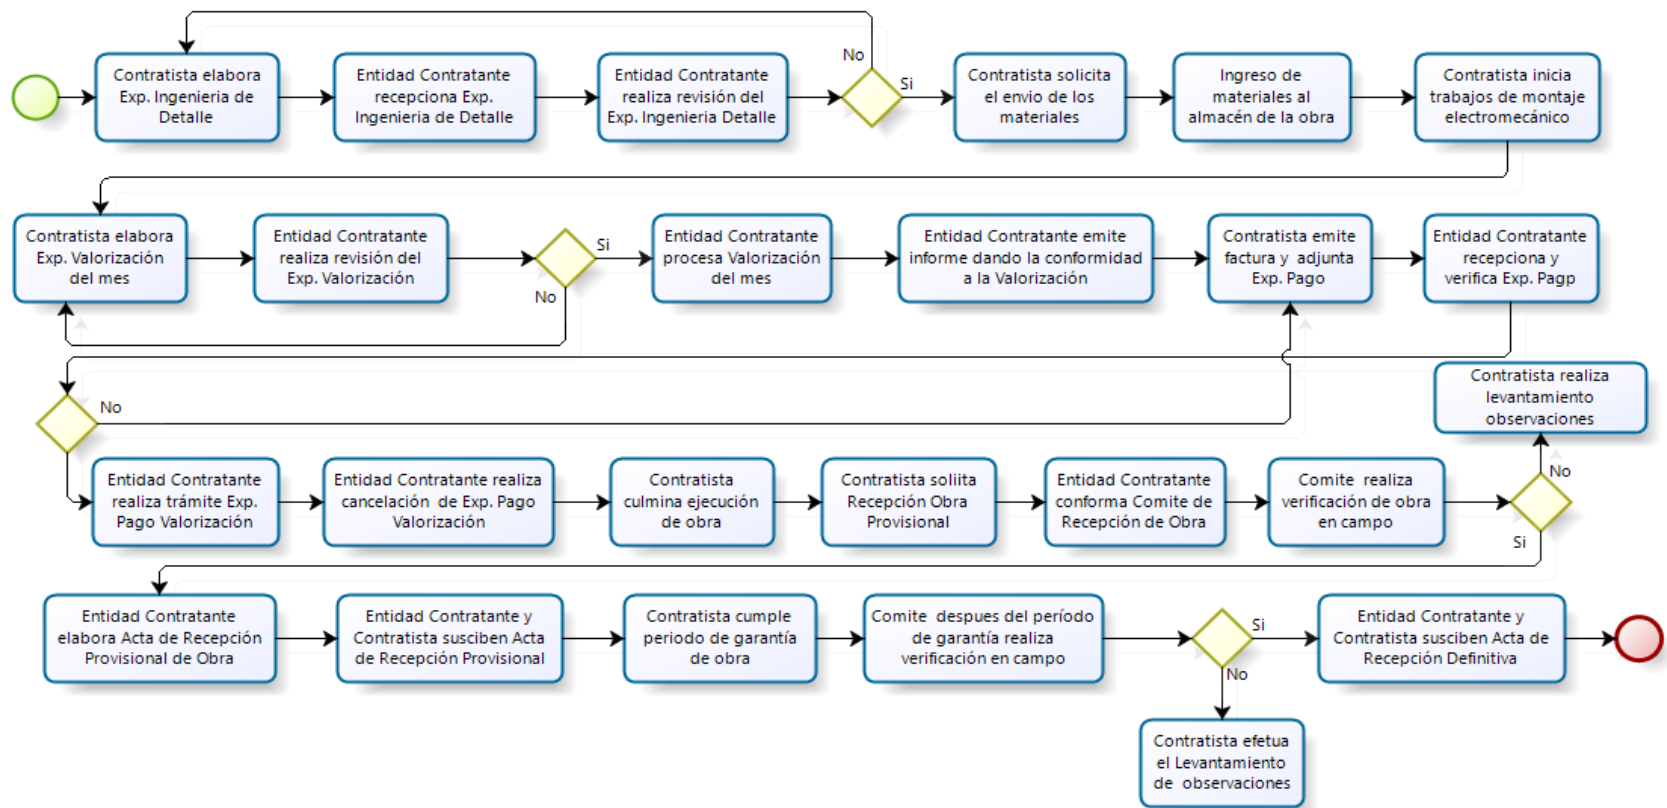 Contratista elabora
Exp. Ingenieria de
Detalle
Entidad Contratante
recepciona Exp.
Ingenieria de Detalle
Entidad Contratante
realiza revisión del
Exp. Ingenieria Detalle
No
Si
Contratista solicita
el envio de los
materiales
Ingreso de
materiales al
almacén de la obra
Contratista inicia
trabajos de montaje
electromecánico
Contratista elabora
Exp. Valorización
del mes
Entidad Contratante
realiza revisión del
Exp. Valorización
Si
No
Entidad Contratante
procesa Valorización
del mes
Entidad Contratante emite
informe dando la conformidad
a la Valorización
Contratista emite
factura y adjunta
Exp. Pago
Entidad Contratante
recepciona y
verifica Exp. Pagp
No
Contratista realiza
levantamiento
observaciones
Entidad Contratante
realiza trámite Exp.
Pago Valorización
Entidad Contratante realiza
cancelación de Exp. Pago
Valorización
Contratista
culmina ejecución
de obra
Contratista soliita
Recepción Obra
Provisional
Entidad Contratante
conforma Comite de
Recepción de Obra
Comite realiza
verificación de obra
en campo
No
Si
Entidad Contratante
elabora Acta de Recepción
Provisional de Obra
Entidad Contratante y
Contratista susciben Acta
de Recepción Provisional
Contratista cumple
periodo de garantía
de obra
Comite despues del período
de garantía realiza
verificación en campo
Si
No
Entidad Contratante y
Contratista susciben Acta de
Recepción Definitiva
Contratista efetua
el Levantamiento
de observaciones